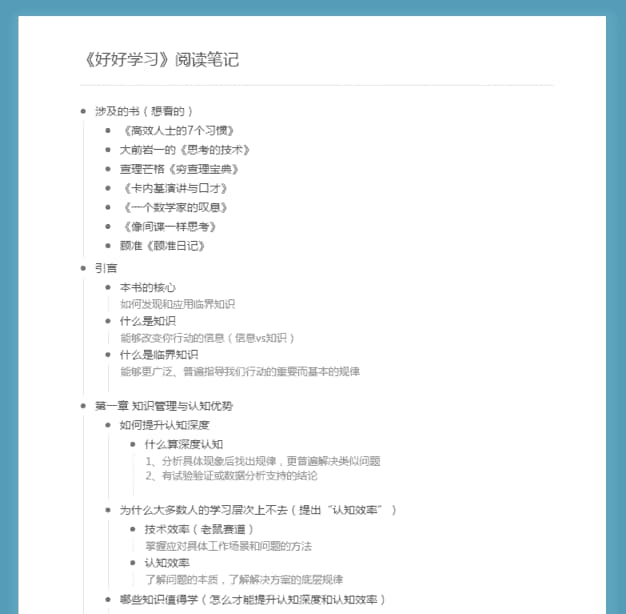 《好好学习》阅读笔记
涉及的书（想看的）
《高效人士的7个习惯》
大前岩一的《思考的技术》
查理芒格《穷查理宝典》
《卡内基演讲与口才》
《一个数学家的叹息》
《像间谍一样思考》
顾准《顾准日记》
引言
本书的核心
如何发现和应用临界知识
什么是知识
能够改变你行动的信息（信息vs知识）
什么是临界知识
能够更广泛、普遍指导我们行动的重要而基本的规律
第一章 知识管理与认知优势
如何提升认知深度
什么算深度认知
1、分析具体现象后找出规律，更普遍解决类似问题
2、有试验验证或数据分析支持的结论
为什么大多数人的学习层次上不去（提出“认知效率”）
技术效率（老鼠赛道）
掌握应对具体工作场景和问题的方法
认知效率
了解问题的本质，了解解决方案的底层规律
哪些知识值得学（怎么才能提升认知深度和认知效率）